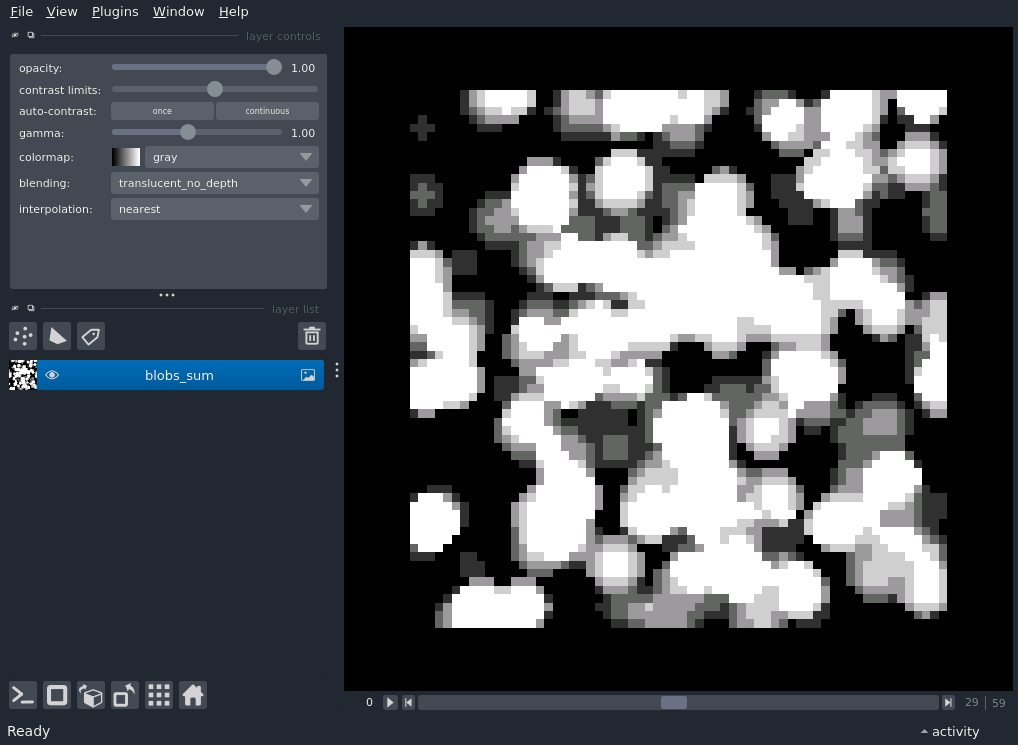 File View Plugins Window Help
layer controls
opacity: 1.00
contrast limits:
auto-contrast: once continuous
gamma: 1.00
colormap: gray
blending: translucent_no_depth
interpolation: nearest
layer list
blobs_sum
0 29 59
Ready activity